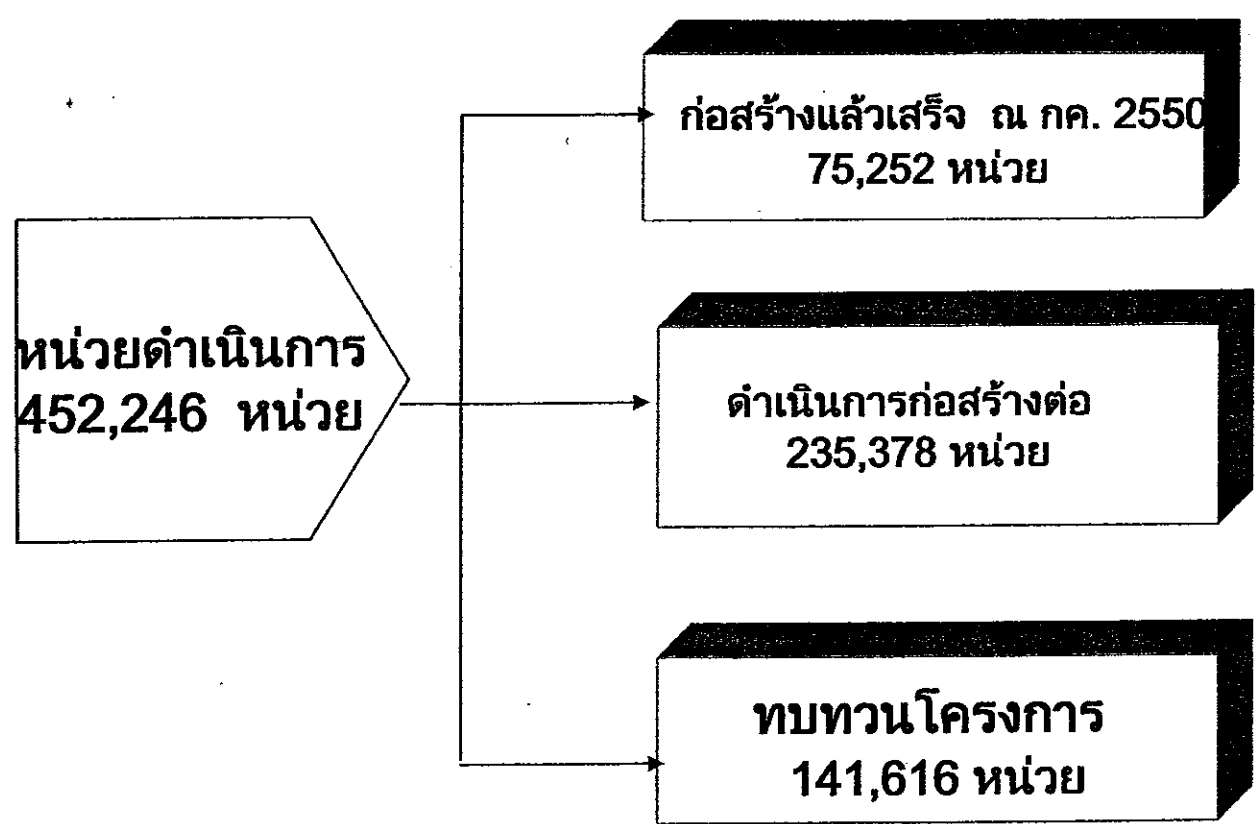 หน่วยดำเนินการ
452,246 หน่วย
ก่อสร้างแล้วเสร็จ ณ กค. 2550
75,252 หน่วย
ดำเนินการก่อสร้างต่อ
235,378 หน่วย
ทบทวนโครงการ
141,616 หน่วย